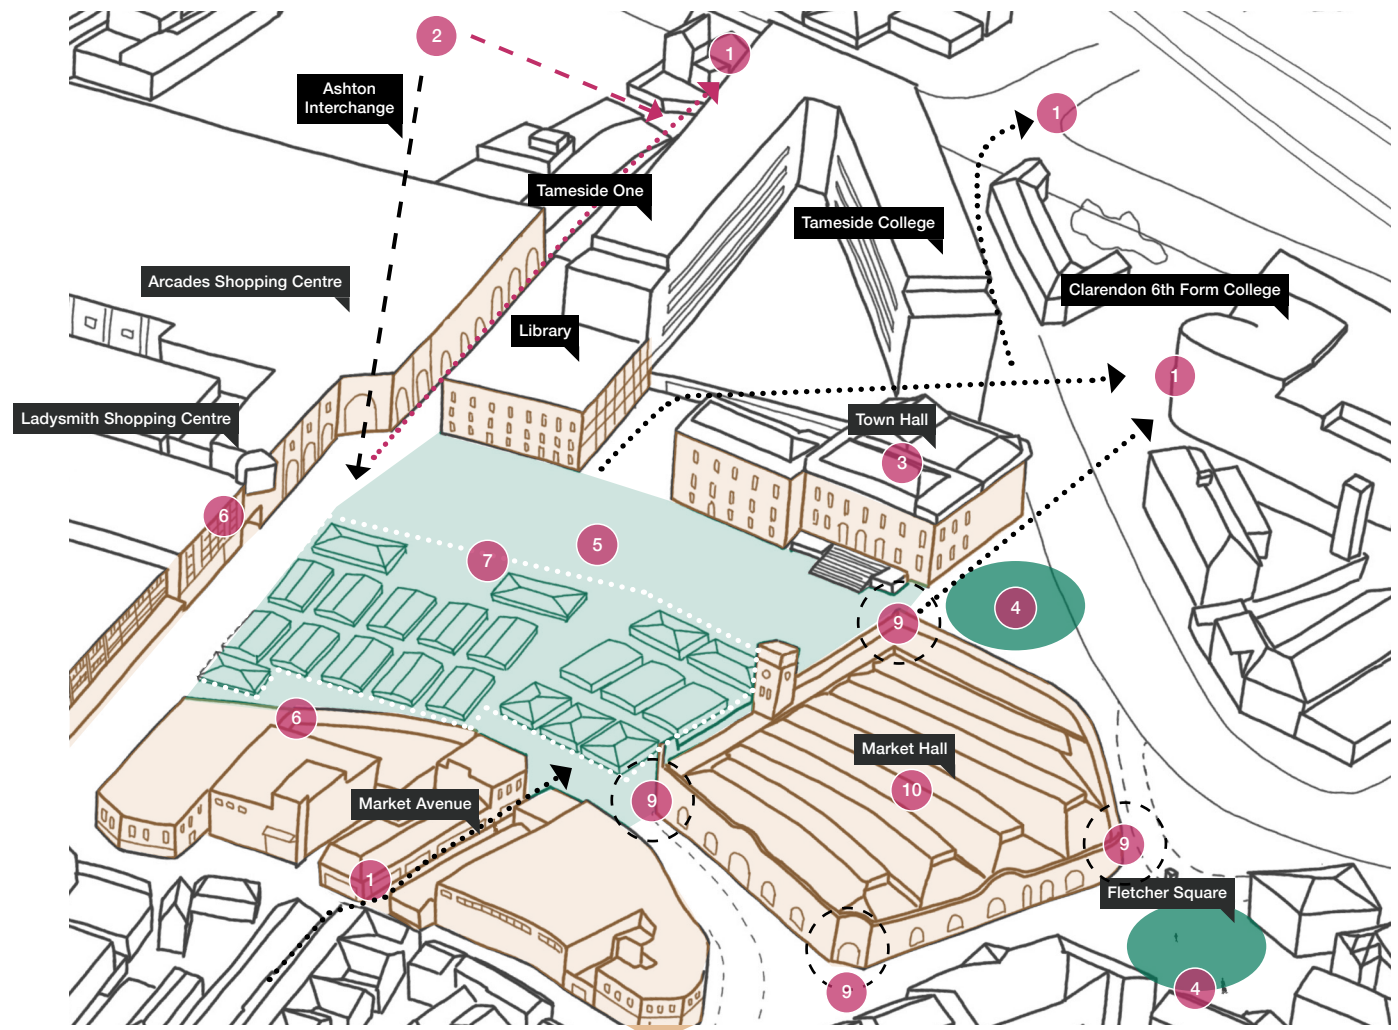 2
1
Ashton
Interchange
1
Tameside One
Tameside College
Arcades Shopping Centre
Clarendon 6th Form College
Library
1
Ladysmith Shopping Centre
Town Hall
3
6
5
7
4
9
6
Market Hall
10
9
Market Avenue
9
1
Fletcher Square
9
4